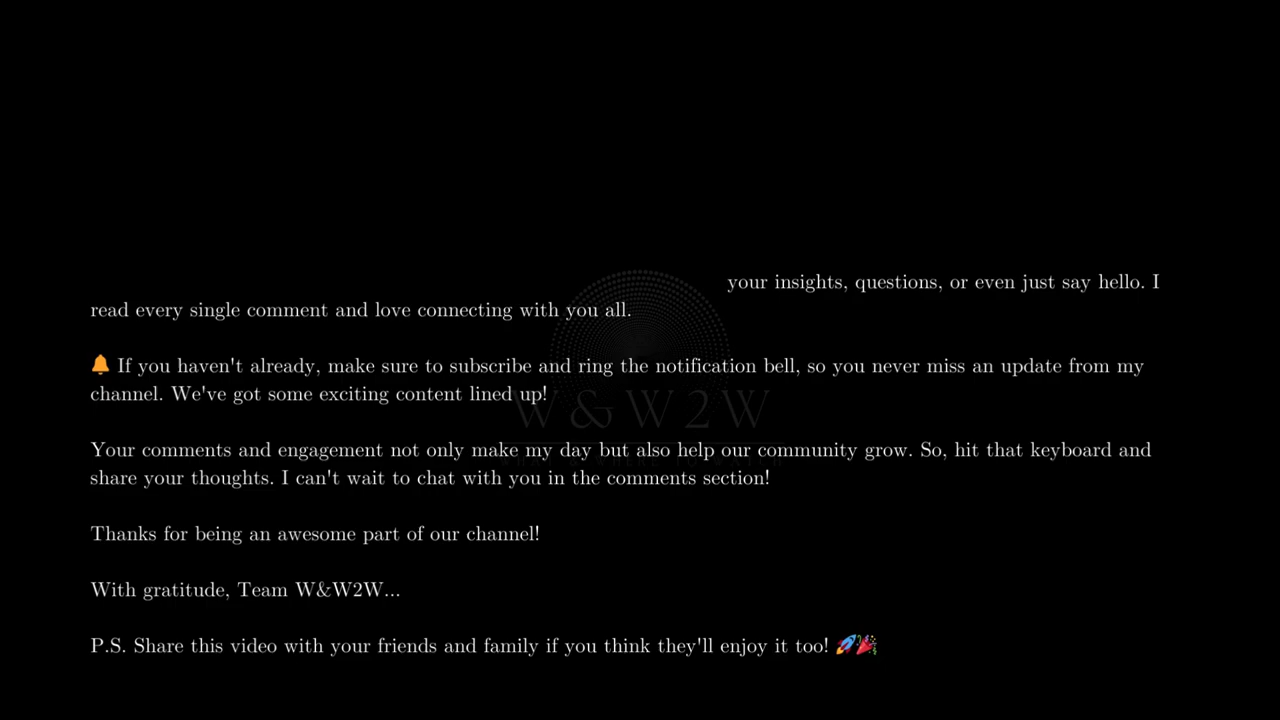 your insights, questions, or even just say hello. I
read every single comment and love connecting with you all.
🔔 If you haven't already, make sure to subscribe and ring the notification bell, so you never miss an update from my
channel. We've got some exciting content lined up!
W&W2W
Your comments and engagement not only make my day but also help our community grow. So, hit that keyboard and
share your thoughts. I can't wait to chat with you in the comments section!
Thanks for being an awesome part of our channel!
With gratitude, Team W&W2W...
P.S. Share this video with your friends and family if you think they'll enjoy it too! 🚀🎉